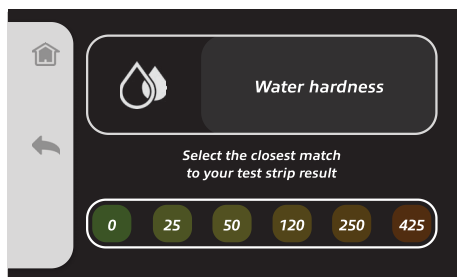 Water hardness
Select the closest match
to your test strip result
0 25 50 120 250 425